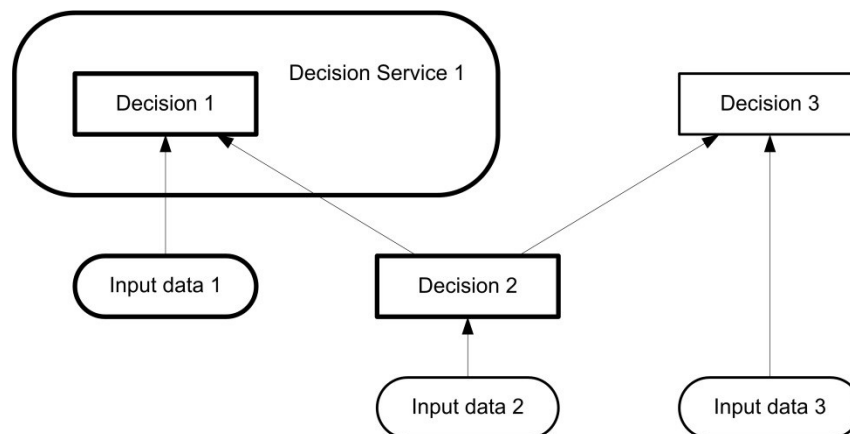 Decision Service 1
Decision 1
Decision 3
Input data 1
Decision 2
Input data 2
Input data 3